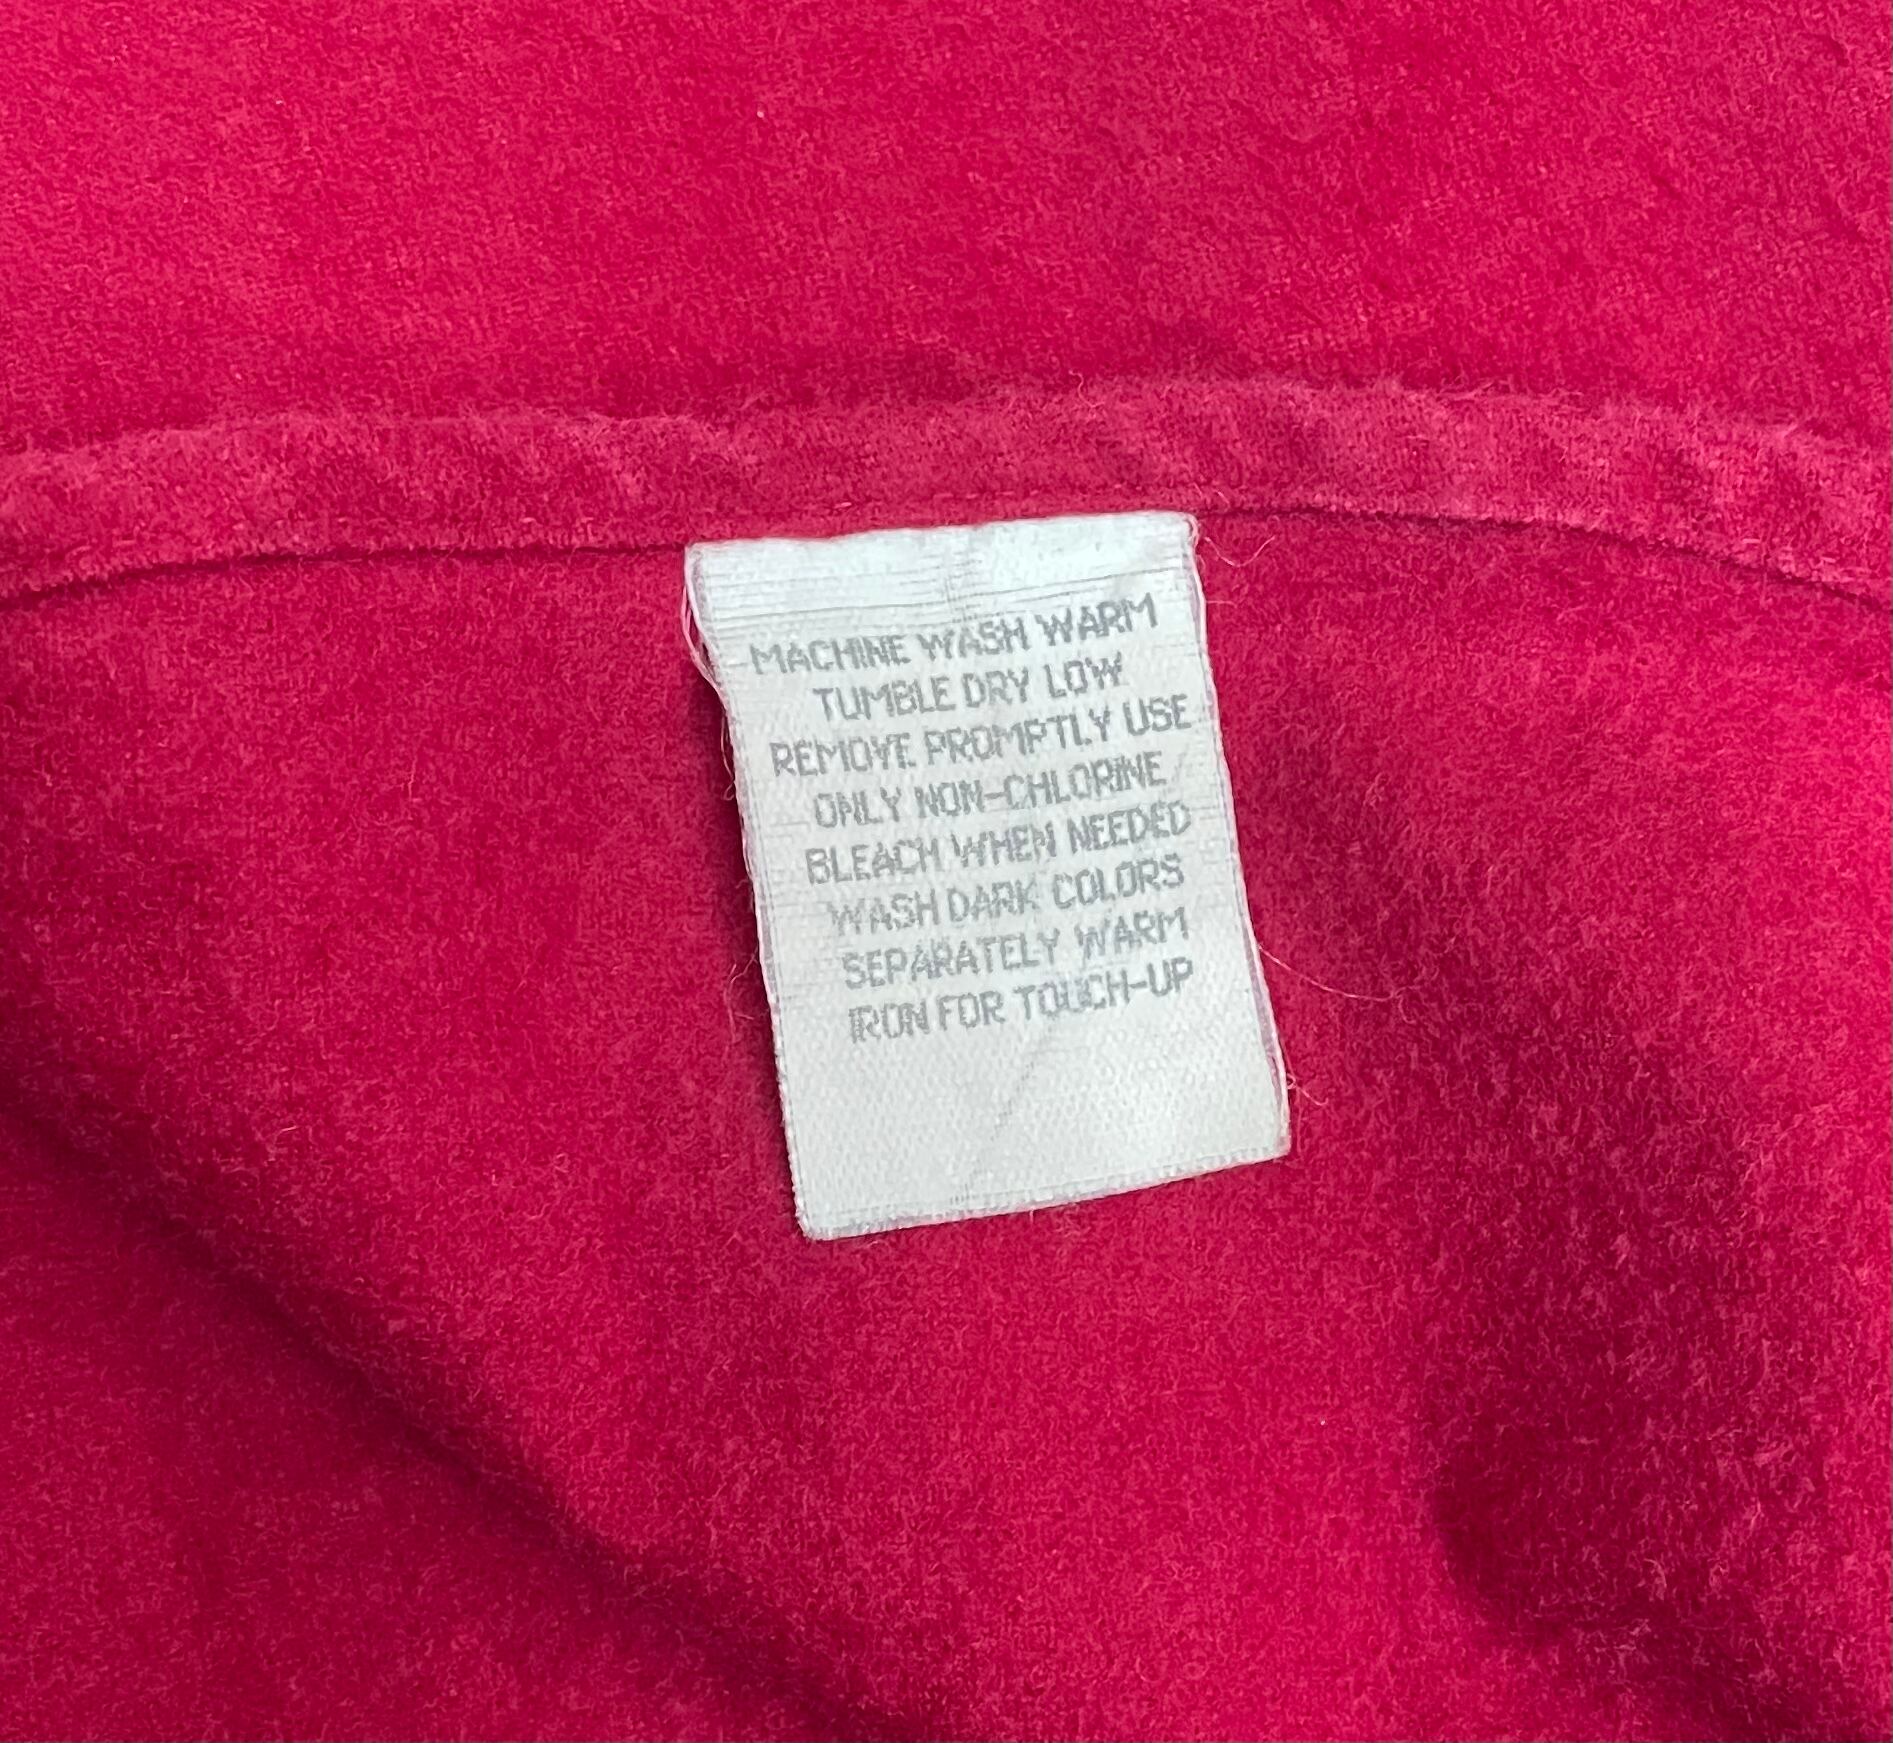 MACHINE WASH WARM
TUMBLE DRY LOW
REMOVE PROMPTLY USE
ONLY NON-CHLORINE
BLEACH WHEN NEEDED
WASH DARK COLORS
SEPARATELY WARM
IRON FOR TOUCH-UP